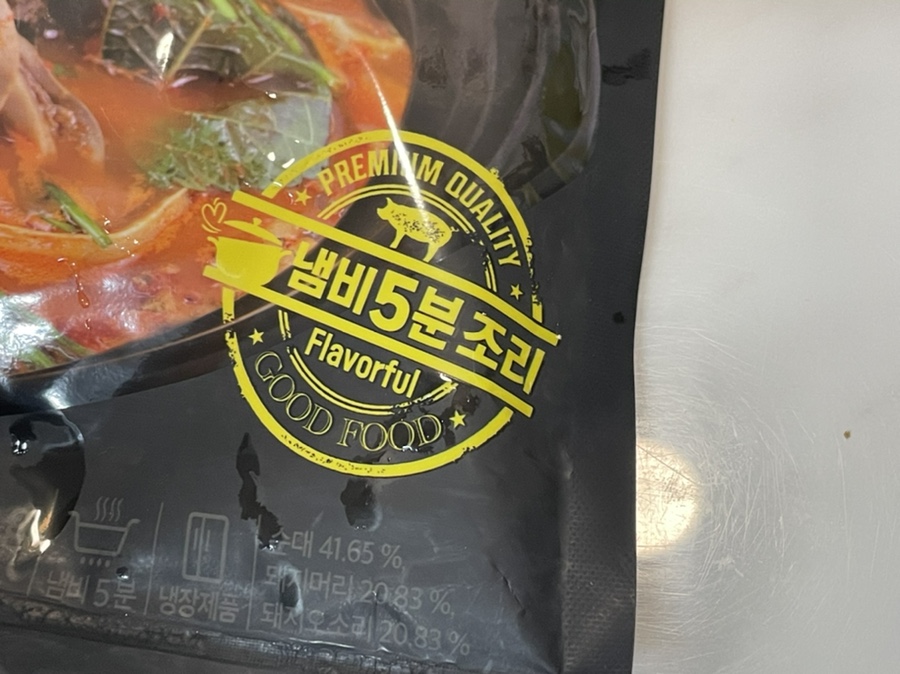 PREMIUM QUALITY
냄비5분 조리
Flavorful
GOOD FOOD
냄비 5분
냉장제품
순대 41.65 %,
돼지머리 20.83 %,
돼지오소리 20.83 %